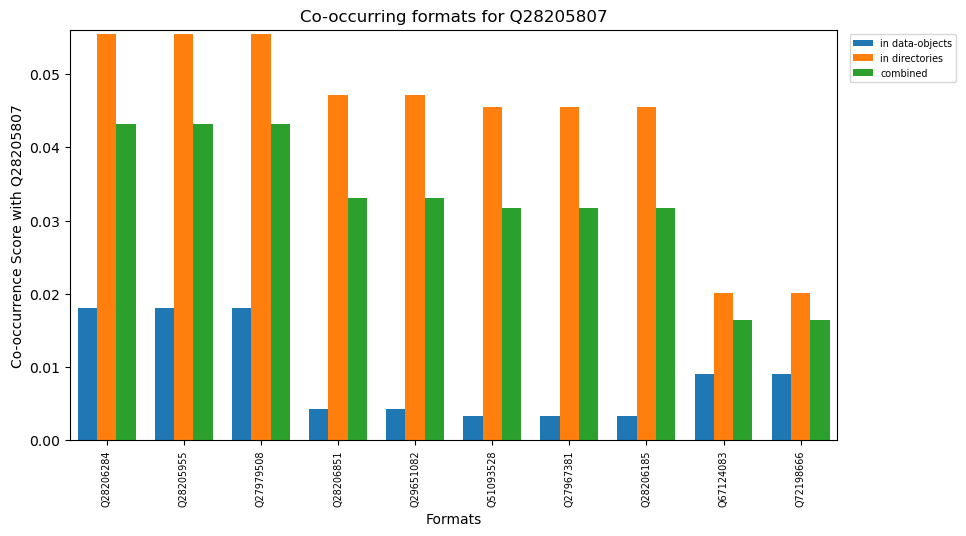 Co-occurring formats for Q28205807
in data-objects
in directories
combined
Co-occurrence Score with Q28205807
0.05
0.04
0.03
0.02
0.01
0.00
Q28206284
Q28205955
Q27979508
Q28206851
Q29651082
Q51093528
Q27967381
Q28206185
Q67124083
Q72198666
Formats